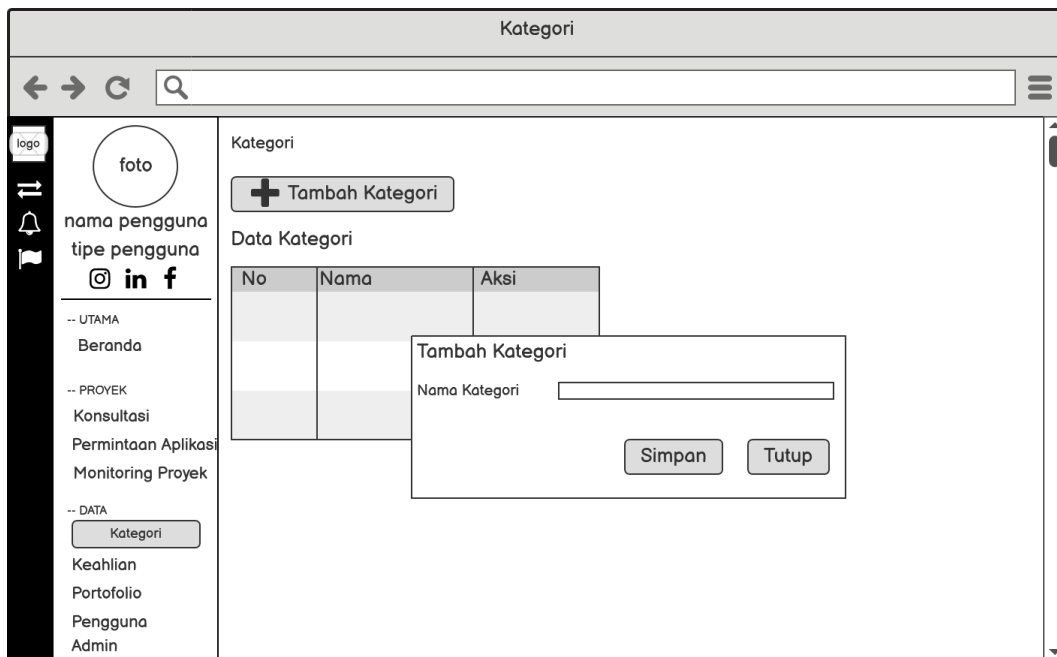 Kategori
logo
foto
nama pengguna
tipe pengguna
-- UTAMA
Beranda
-- PROYEK
Konsultasi
Permintaan Aplikasi
Monitoring Proyek
-- DATA
Kategori
Keahlian
Portofolio
Pengguna
Admin
Kategori
Tambah Kategori
Data Kategori
No Nama Aksi
Tambah Kategori
Nama Kategori
Simpan Tutup